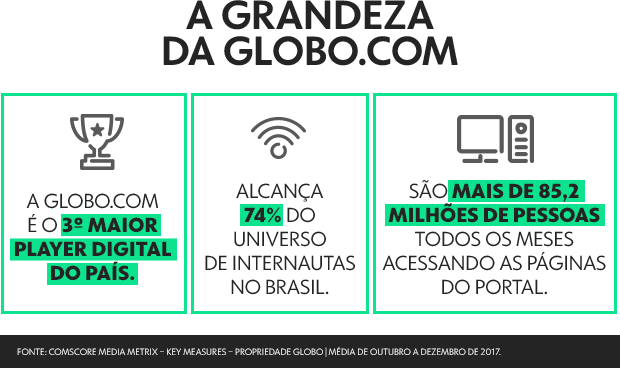 A GRANDEZA
DA GLOBO.COM
A GLOBO.COM
É O 3º MAIOR
PLAYER DIGITAL
DO PAÍS.
ALCANÇA
74% DO
UNIVERSO
DE INTERNAUTAS
NO BRASIL.
SÃO MAIS DE 85,2
MILHÕES DE PESSOAS
TODOS OS MESES
ACESSANDO AS PÁGINAS
DO PORTAL.
FONTE: COMSCORE MEDIA METRIX – KEY MEASURES – PROPRIEDADE GLOBO | MÉDIA DE OUTUBRO A DEZEMBRO DE 2017.